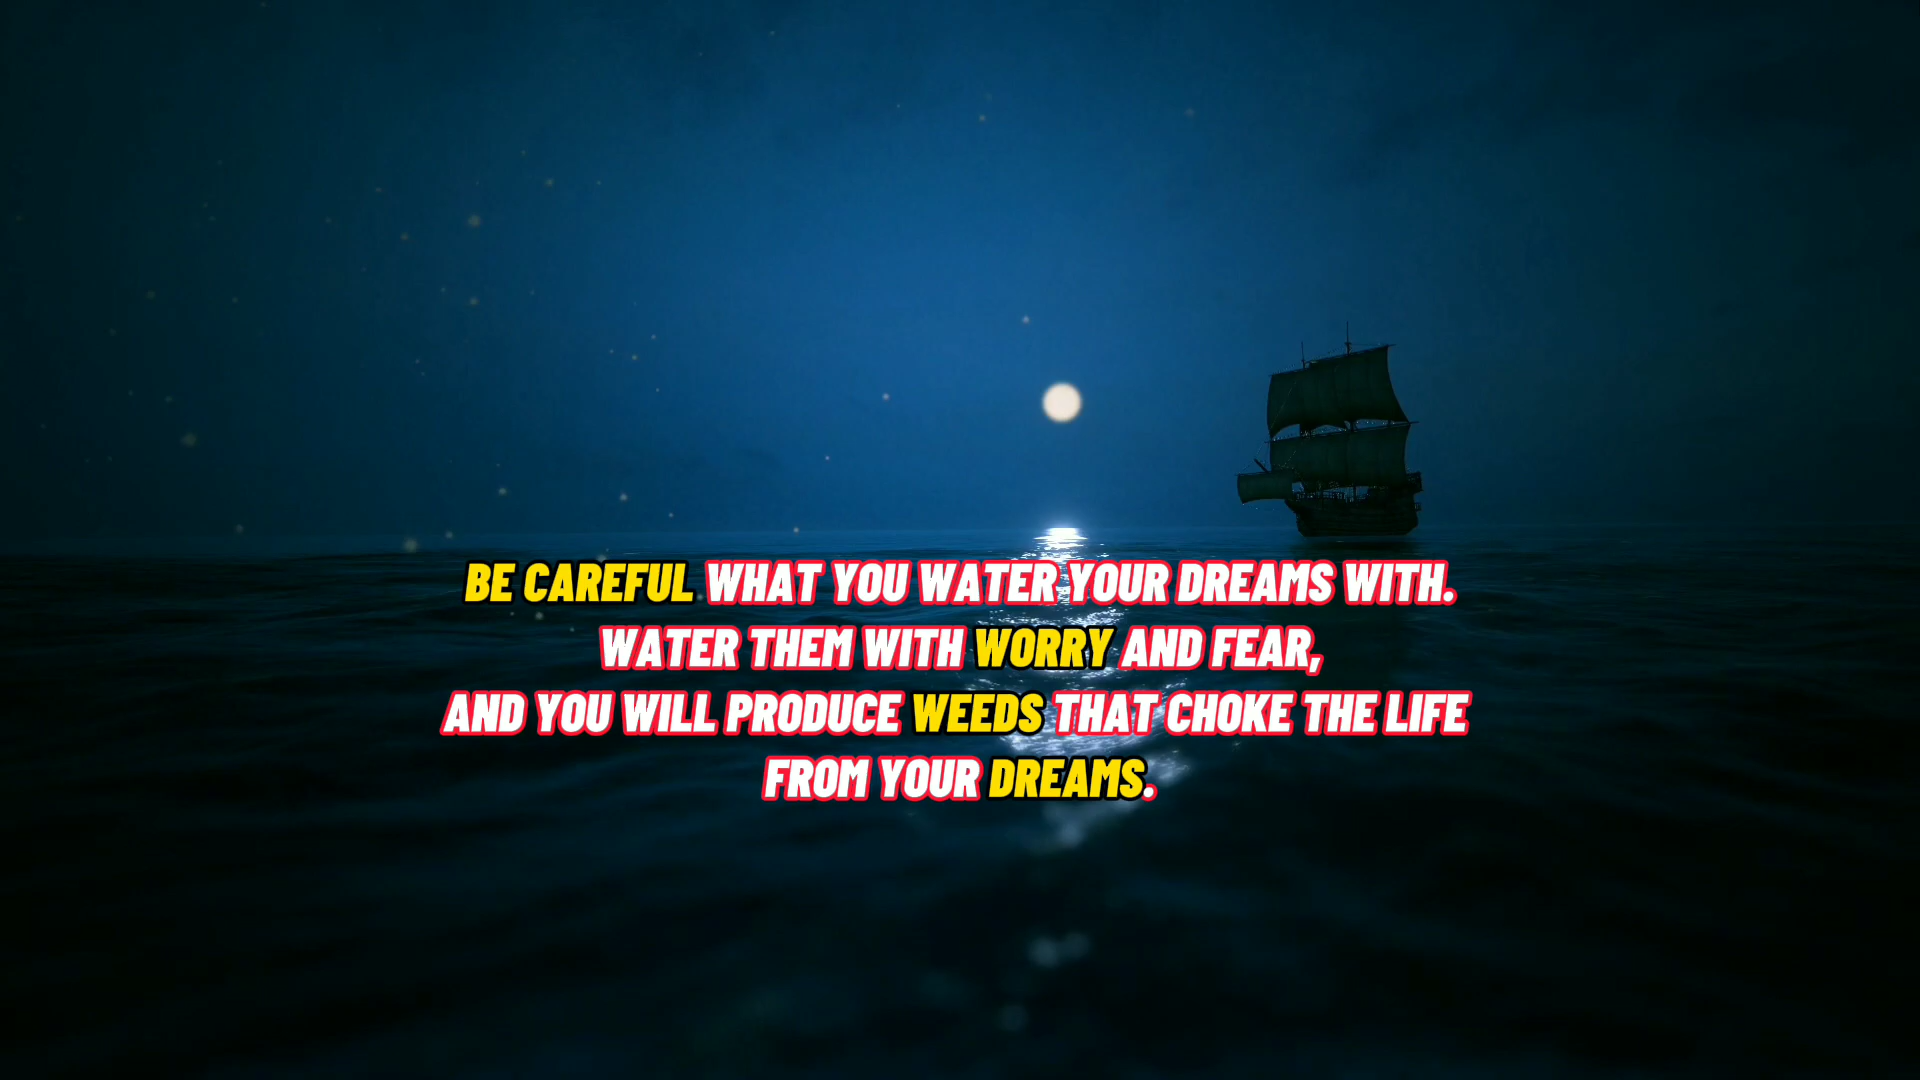 BE CAREFUL WHAT YOU WATER YOUR DREAMS WITH.
WATER THEM WITH WORRY AND FEAR,
AND YOU WILL PRODUCE WEEDS THAT CHOKE THE LIFE
FROM YOUR DREAMS.